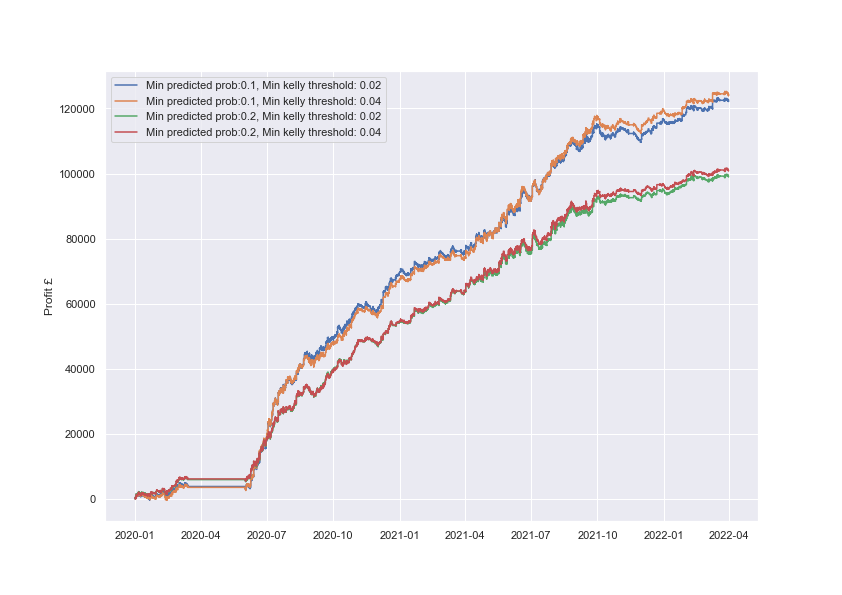 Min predicted prob:0.1, Min kelly threshold: 0.02
Min predicted prob:0.1, Min kelly threshold: 0.04
Min predicted prob:0.2, Min kelly threshold: 0.02
Min predicted prob:0.2, Min kelly threshold: 0.04
120000
100000
80000
60000
40000
20000
0
Profit £
2020-01 2020-04 2020-07 2020-10 2021-01 2021-04 2021-07 2021-10 2022-01 2022-04